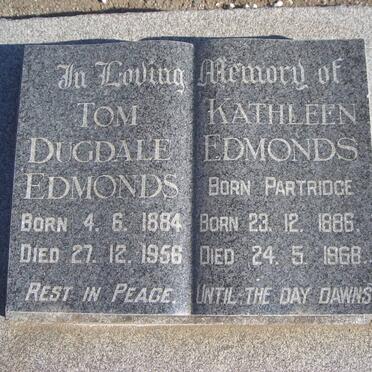 In Loving Memory of
TOM
DUGDALE
EDMONDS
BORN 4. 6. 1884
DIED 27. 12. 1956
REST IN PEACE.
KATHLEEN
EDMONDS
BORN PARTRIDGE
BORN 23. 12. 1886.
DIED 24. 5. 1968.
UNTIL THE DAY DAWNS